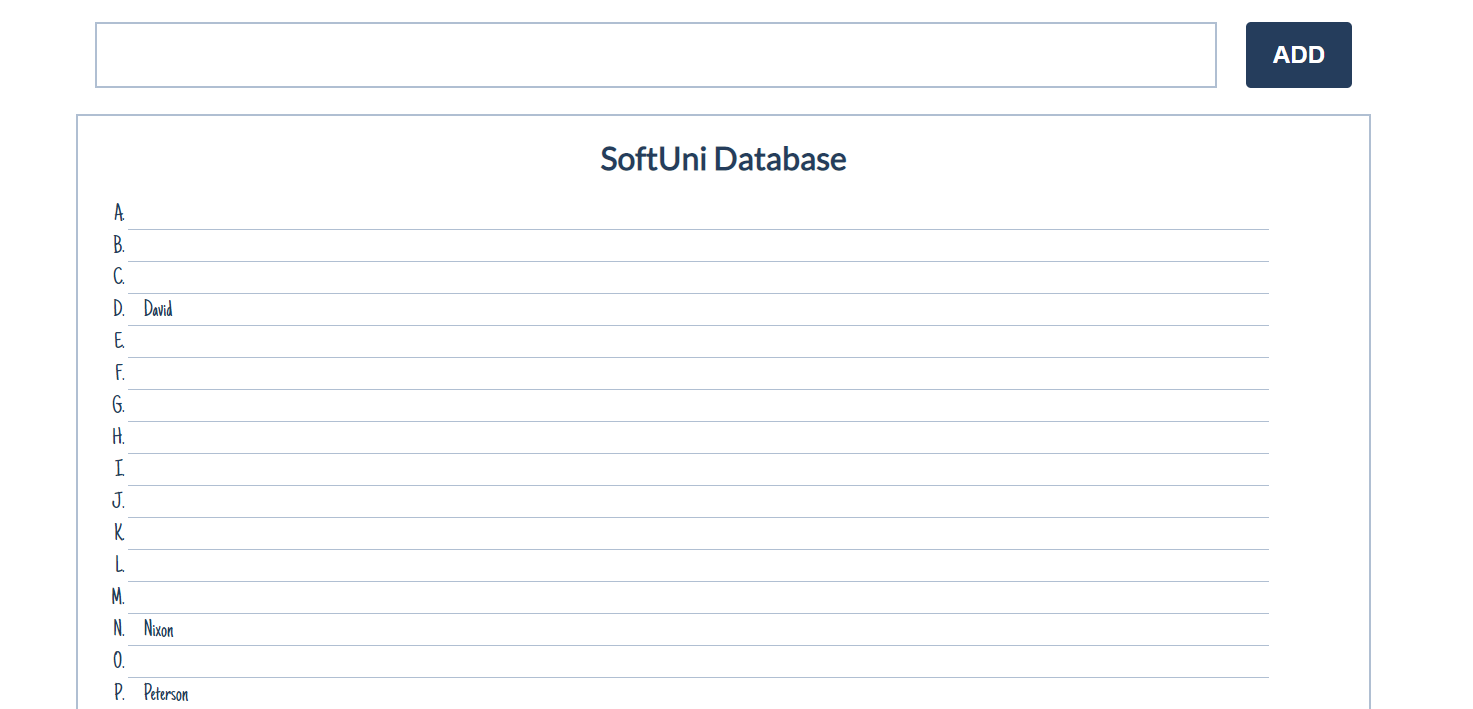 ADD
SoftUni Database
A.
B.
C.
D. David
E.
F.
G.
H.
I.
J.
K.
L.
M.
N. Nixon
O.
P. Peterson